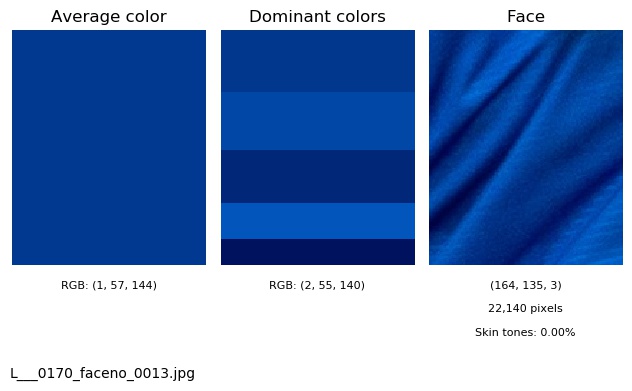 Average color
Dominant colors
Face
RGB: (1, 57, 144)
RGB: (2, 55, 140)
(164, 135, 3)
22,140 pixels
Skin tones: 0.00%
L___0170_faceno_0013.jpg